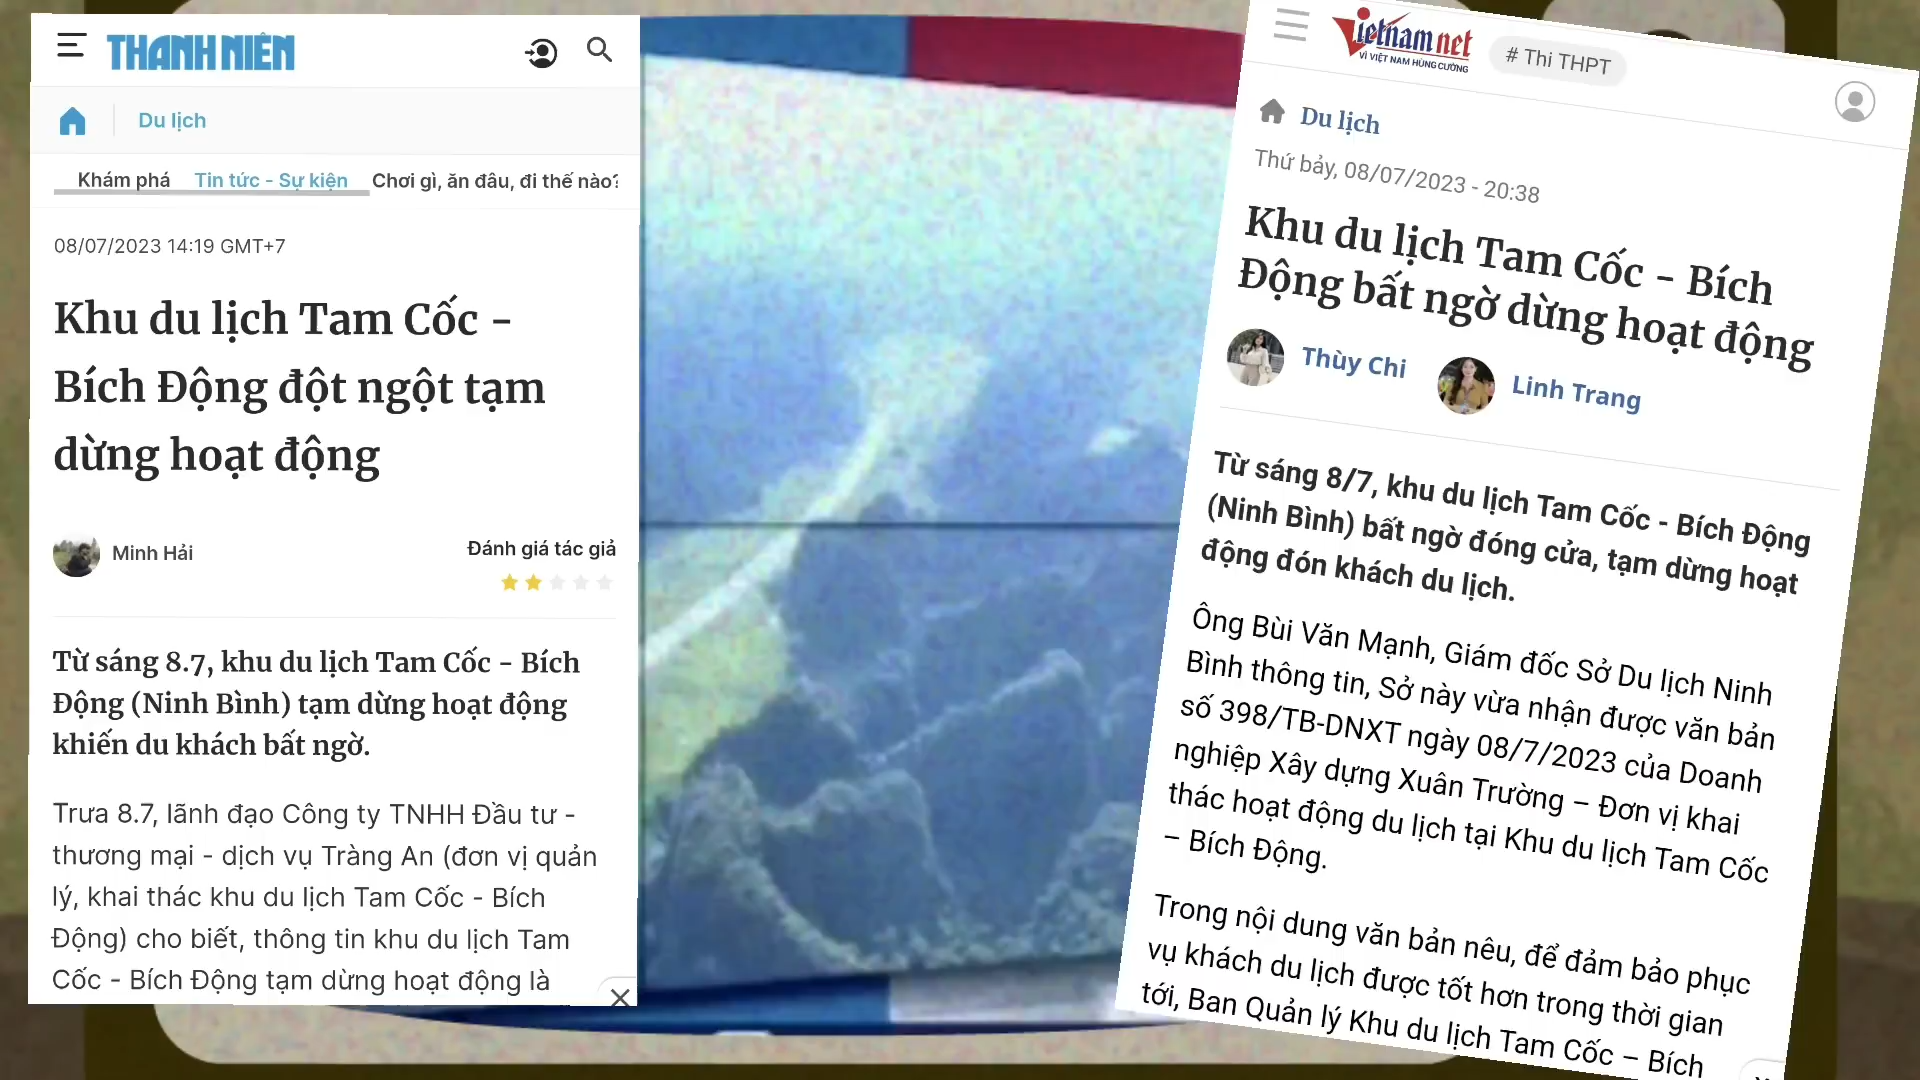 THANH NIÊN
Du lịch
Khám phá Tin tức - Sự kiện Chơi gì, ăn đâu, đi thế nào?
08/07/2023 14:19 GMT+7
Khu du lịch Tam Cốc -
Bích Động đột ngột tạm
dừng hoạt động
Minh Hải
Đánh giá tác giả
Từ sáng 8.7, khu du lịch Tam Cốc - Bích
Động (Ninh Bình) tạm dừng hoạt động
khiến du khách bất ngờ.
Trưa 8.7, lãnh đạo Công ty TNHH Đầu tư -
thương mại - dịch vụ Tràng An (đơn vị quản
lý, khai thác khu du lịch Tam Cốc - Bích
Động) cho biết, thông tin khu du lịch Tam
Cốc - Bích Động tạm dừng hoạt động là
Vietnam net
VÌ VIỆT NAM HÙNG CƯỜNG
# Thi THPT
Du lịch
Thứ bảy, 08/07/2023 - 20:38
Khu du lịch Tam Cốc - Bích
Động bất ngờ dừng hoạt động
Thùy Chi
Linh Trang
Từ sáng 8/7, khu du lịch Tam Cốc - Bích Động
(Ninh Bình) bất ngờ đóng cửa, tạm dừng hoạt
động đón khách du lịch.
Ông Bùi Văn Mạnh, Giám đốc Sở Du lịch Ninh
Bình thông tin, Sở này vừa nhận được văn bản
số 398/TB-DNXT ngày 08/7/2023 của Doanh
nghiệp Xây dựng Xuân Trường – Đơn vị khai
thác hoạt động du lịch tại Khu du lịch Tam Cốc
– Bích Động.
Trong nội dung văn bản nêu, để đảm bảo phục
vụ khách du lịch được tốt hơn trong thời gian
tới, Ban Quản lý Khu du lịch Tam Cốc – Bích